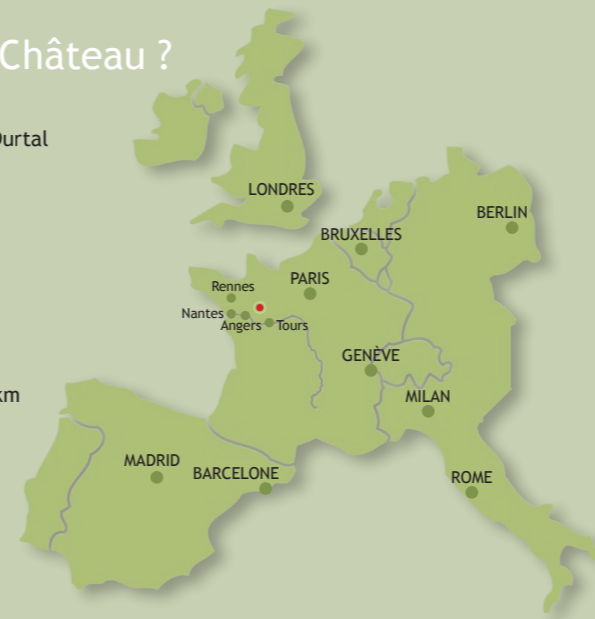 Château ?
urtal
LONDRES
BERLIN
BRUXELLES
PARIS
Rennes
Nantes
Angers
Tours
GENÈVE
km
MILAN
MADRID
BARCELONE
ROME